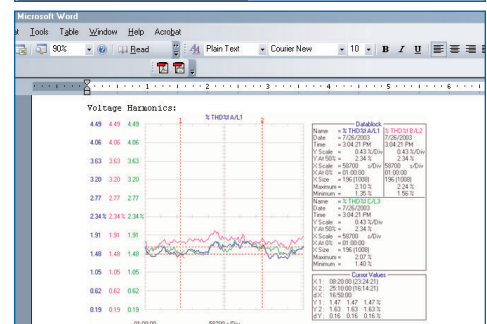 Microsoft Word
Tools Table Window Help Acrobat
90% Read Plain Text Courier New 10 B I U
1 2 3 4 5 6
Voltage Harmonics:
% THD%f A/L1
1 2
4.49 4.49 4.49
4.06 4.06 4.06
3.63 3.63 3.63
3.20 3.20 3.20
2.77 2.77 2.77
2.34 % 2.34 % 2.34 %
1.91 1.91 1.91
1.48 1.48 1.48
1.05 1.05 1.05
0.62 0.62 0.62
0.19 0.19 0.19
01:00:00 58700 s/Div
Datablock
Name = % THD%f A/L1 % THD%f B/L2
Date = 7/26/2003 7/26/2003
Time = 3:04:21 PM 3:04:21 PM
Y Scale = 0.43 %/Div 0.43 %/Div
Y At 50% = 2.34 % 2.34 %
X Scale = 58700 s/Div 58700 s/Div
X At 0% = 01:00:00 01:00:00
X Size = 196 (1008) 196 (1008)
Maximum = 2.10 % 2.24 %
Minimum = 1.35 % 1.56 %
Name = % THD%f C/L3
Date = 7/26/2003
Time = 3:04:21 PM
Y Scale = 0.43 %/Div
Y At 50% = 2.34 %
X Scale = 58700 s/Div
X At 0% = 01:00:00
X Size = 196 (1008)
Maximum = 2.07 %
Minimum = 1.40 %
Cursor Values
X1 : 08:20:00 (23:24:21)
X2 : 25:10:00 (16:14:21)
dX : 16:50:00
Y1 : 1.47 1.47 1.47 %
Y2 : 1.63 1.63 1.63 %
dY : 0.16 0.16 0.16 %